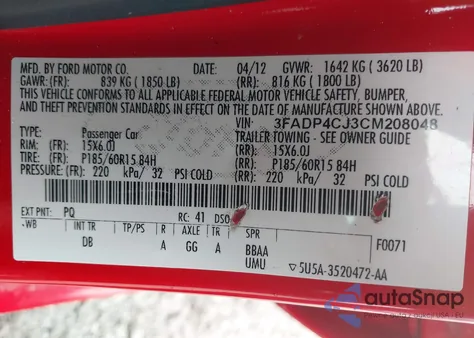 MFD. BY FORD MOTOR CO. DATE: 04/12 GVWR: 1642 KG ( 3620 LB)
GAWR: (FR): 839 KG ( 1850 LB) (RR): 816 KG ( 1800 LB)
THIS VEHICLE CONFORMS TO ALL APPLICABLE FEDERAL MOTOR VEHICLE SAFETY, BUMPER,
AND THEFT PREVENTION STANDARDS IN EFFECT ON THE DATE OF MANUFACTURE SHOWN ABOVE.
VIN: 3FADP4CJ3CM208048
TYPE: Passenger Car TRAILER TOWING - SEE OWNER GUIDE
RIM: (FR) 15X6.0J (RR): 15X6.0J
TIRE: (FR) P185/60R15 84H (RR): P185/60R15 84H
PRESSURE: (FR) 220 kPa/ 32 PSI COLD (RR): 220 kPa/ 32 PSI COLD
EXT PNT: PQ RC: 41 DSO:
WB INT TR TP/PS R AXLE TR SPR F0071
DB A GG A BBAA
UMU ▽5U5A-3520472-AA
autoSnap